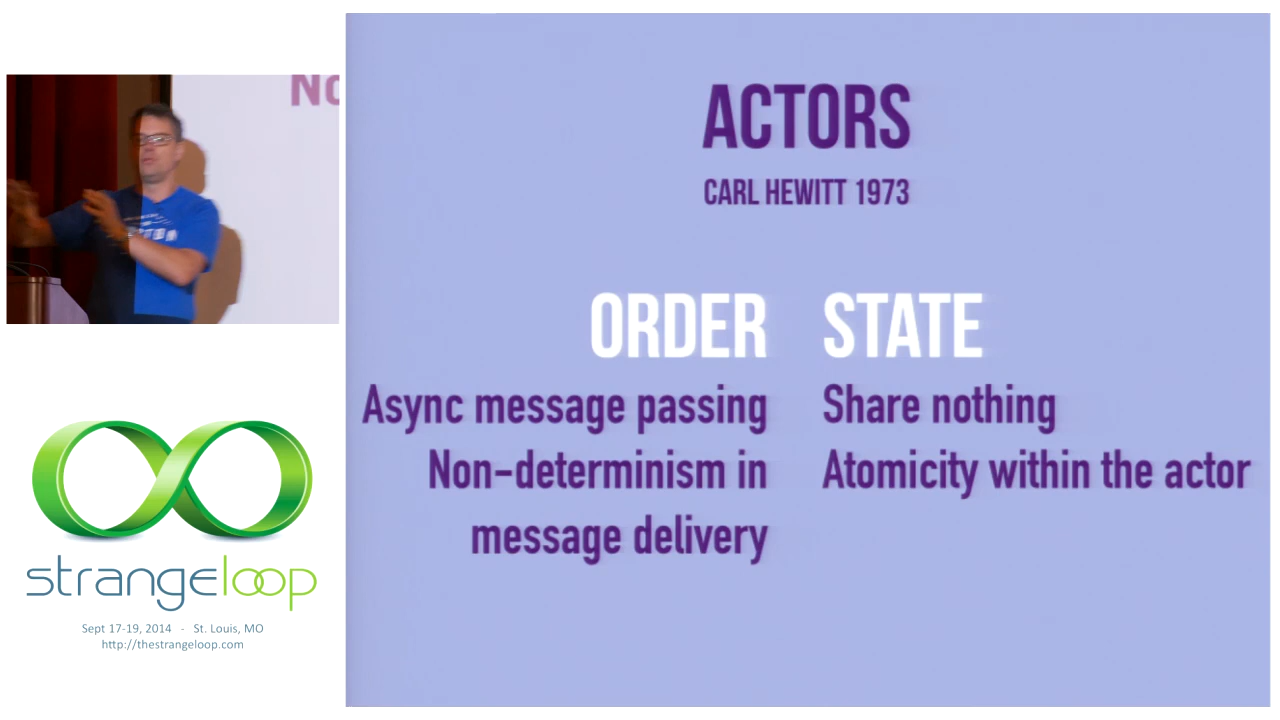 No
ACTORS
CARL HEWITT 1973
ORDER
Async message passing
Non-determinism in
message delivery
STATE
Share nothing
Atomicity within the actor
strangeloop
Sept 17-19, 2014 - St. Louis, MO
http://thestrangeloop.com